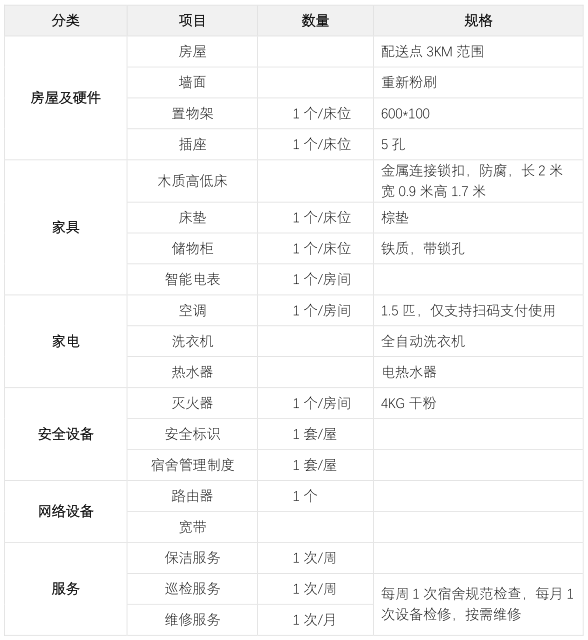 分类 项目 数量 规格
房屋及硬件 房屋 配送点 3KM 范围
墙面 重新粉刷
置物架 1 个/床位 600*100
插座 1 个/床位 5 孔
家具 木质高低床 金属连接锁扣，防腐，长 2 米
宽 0.9 米高 1.7 米
床垫 1 个/床位 棕垫
储物柜 1 个/床位 铁质，带锁孔
智能电表 1 个/房间
家电 空调 1 个/房间 1.5 匹，仅支持扫码支付使用
洗衣机 全自动洗衣机
热水器 电热水器
安全设备 灭火器 1 个/房间 4KG 干粉
安全标识 1 套/屋
宿舍管理制度 1 套/屋
网络设备 路由器 1 个
宽带
服务 保洁服务 1 次/周
巡检服务 1 次/周 每周 1 次宿舍规范检查，每月 1
维修服务 1 次/月 次设备检修，按需维修